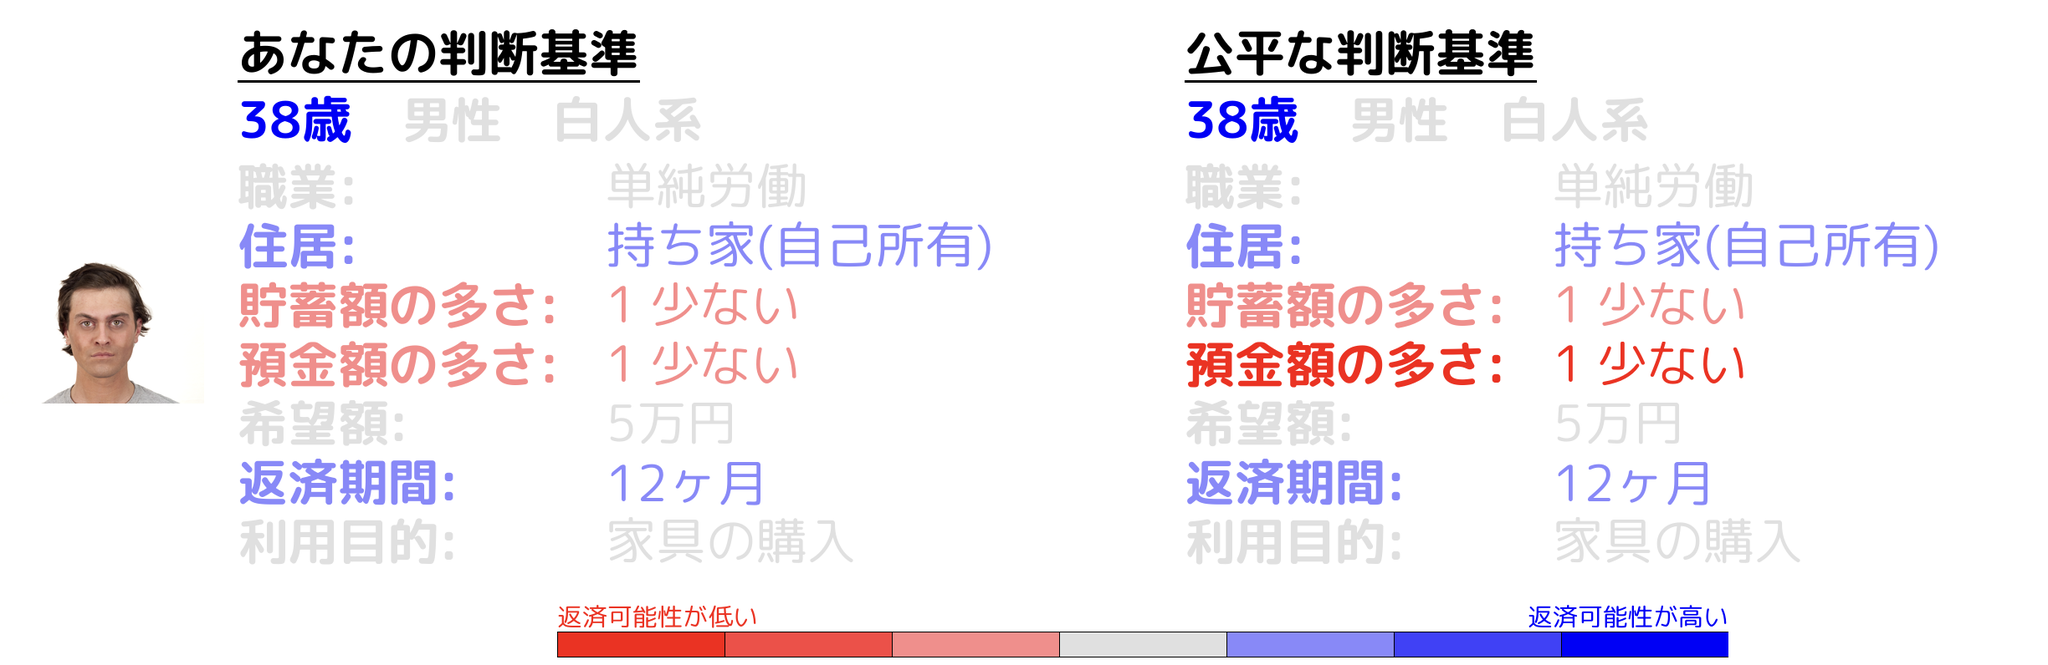 あなたの判断基準
38歳 男性 白人系
職業: 単純労働
住居: 持ち家(自己所有)
貯蓄額の多さ: 1 少ない
預金額の多さ: 1 少ない
希望額: 5万円
返済期間: 12ヶ月
利用目的: 家具の購入
公平な判断基準
38歳 男性 白人系
職業: 単純労働
住居: 持ち家(自己所有)
貯蓄額の多さ: 1 少ない
預金額の多さ: 1 少ない
希望額: 5万円
返済期間: 12ヶ月
利用目的: 家具の購入
返済可能性が低い
返済可能性が高い